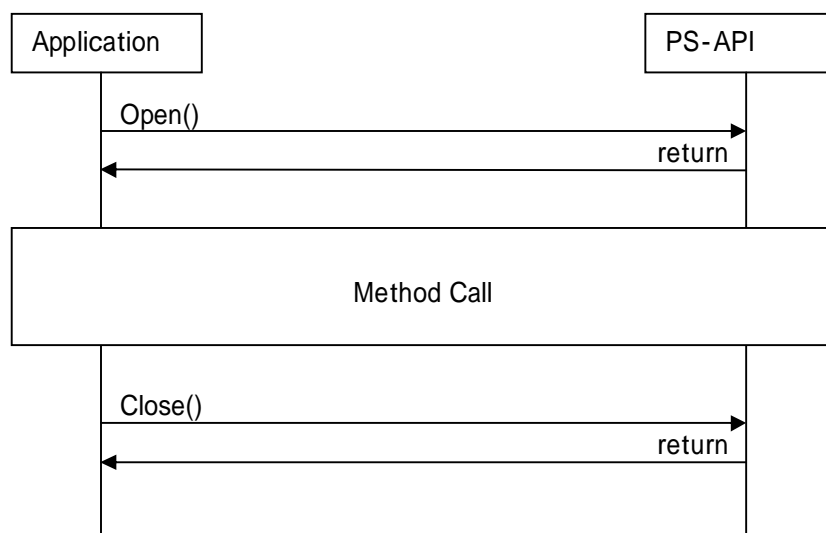 Application
PS-API
Open()
return
Method Call
Close()
return